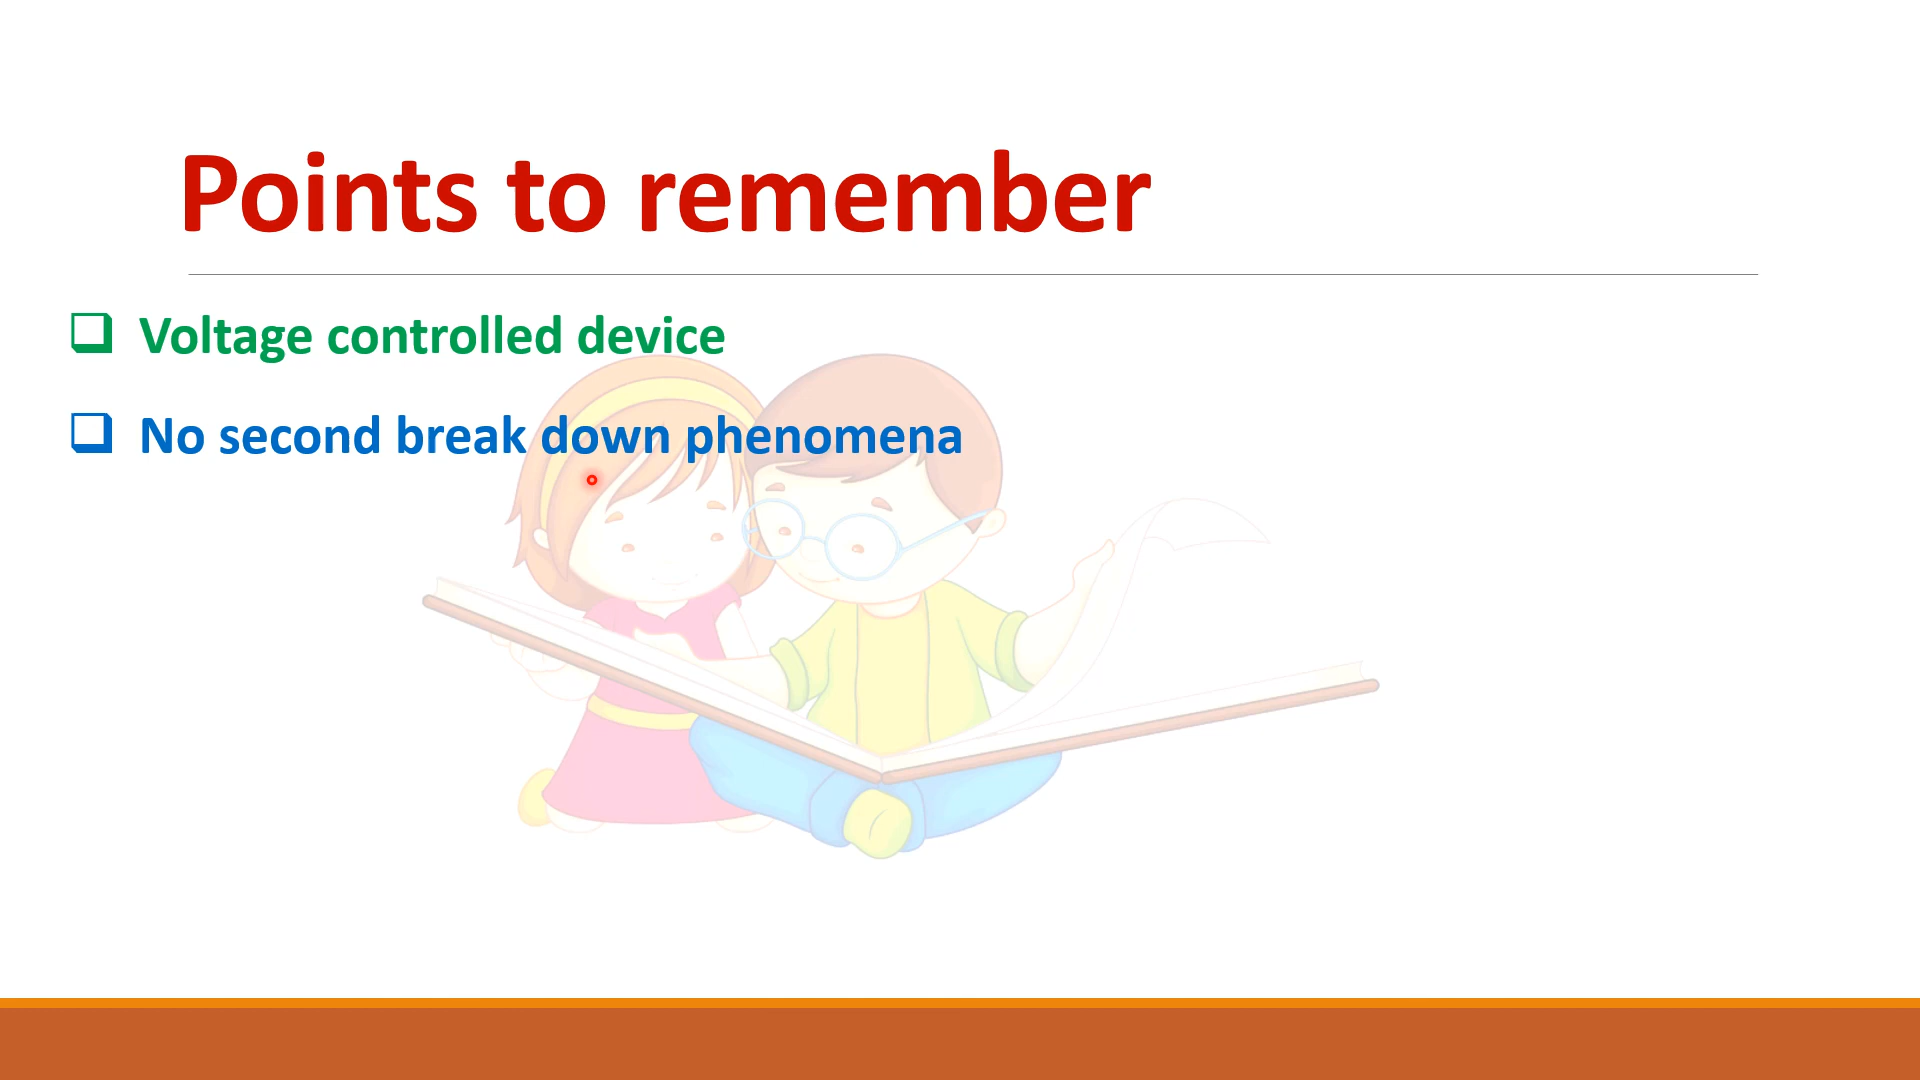 Points to remember
Voltage controlled device
No second break down phenomena